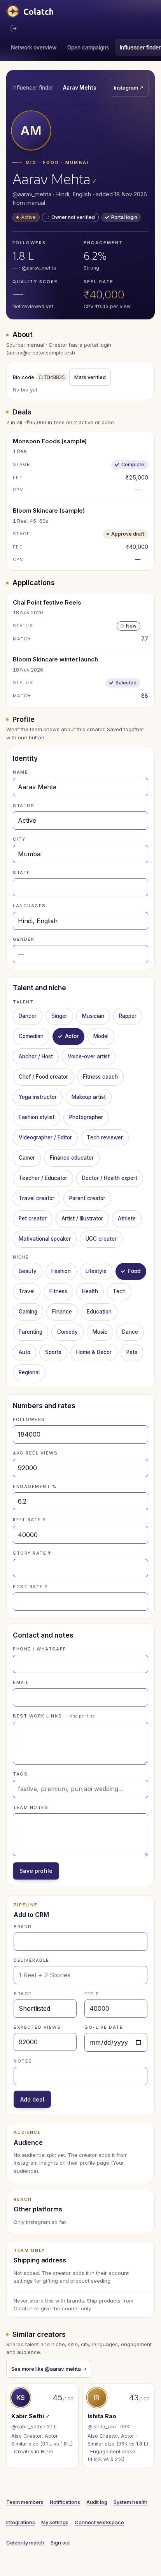 Colatch
Network overview Open campaigns Influencer finder
Influencer finder / Aarav Mehta
Instagram ↗
AM
MID · FOOD · MUMBAI
Aarav Mehta ✓
@aarav_mehta · Hindi, English · added 18 Nov 2026
from manual
Active Owner not verified ✓ Portal login
FOLLOWERS ENGAGEMENT
1.8 L 6.2%
— · @aarav_mehta Strong
QUALITY SCORE REEL RATE
— ₹40,000
Not reviewed yet CPV ₹0.43 per view
About
Source: manual · Creator has a portal login
(aarav@creator.sample.test)
Bio code CLTD4BB25 Mark verified
No bio yet.
Deals
Monsoon Foods (sample)
1 Reel
STAGE ✓ Complete
FEE ₹25,000
CPV —
Bloom Skincare (sample)
1 Reel, 45-60s
STAGE Approve draft
FEE ₹40,000
CPV —
Applications
Chai Point festive Reels
18 Nov 2026
STATUS New
MATCH 77
Bloom Skincare winter launch
18 Nov 2026
STATUS ✓ Selected
MATCH 88
Profile
What the team knows about this creator. Saved together
with one button.
Identity
NAME
Aarav Mehta
STATUS
Active
CITY
Mumbai
STATE
LANGUAGES
Hindi, English
GENDER
—
Talent and niche
TALENT
Dancer Singer Musician Rapper
Comedian ✓ Actor Model
Anchor / Host Voice-over artist
Chef / Food creator Fitness coach
Yoga instructor Makeup artist
Fashion stylist Photographer
Videographer / Editor Tech reviewer
Gamer Finance educator
Teacher / Educator Doctor / Health expert
Travel creator Parent creator
Pet creator Artist / Illustrator Athlete
Motivational speaker UGC creator
NICHE
Beauty Fashion Lifestyle ✓ Food
Travel Fitness Health Tech
Gaming Finance Education
Parenting Comedy Music Dance
Auto Sports Home & Decor Pets
Regional
Numbers and rates
FOLLOWERS
184000
AVG REEL VIEWS
92000
ENGAGEMENT %
6.2
REEL RATE ₹
40000
STORY RATE ₹
POST RATE ₹
Contact and notes
PHONE / WHATSAPP
EMAIL
BEST WORK LINKS — one per line
TAGS
festive, premium, punjabi wedding...
TEAM NOTES
Save profile
PIPELINE
Add to CRM
BRAND
DELIVERABLE
1 Reel + 2 Stories
STAGE FEE ₹
Shortlisted 40000
EXPECTED VIEWS GO-LIVE DATE
92000 mm/dd/yyyy
NOTES
Add deal
AUDIENCE
Audience
No audience split yet. The creator adds it from
Instagram Insights on their profile page (Your
audience).
REACH
Other platforms
Only Instagram so far.
TEAM ONLY
Shipping address
Not added. The creator adds it in their account
settings for gifting and product seeding.
Never share this with brands. Ship products from
Colatch or give the courier only.
Similar creators
Shared talent and niche, size, city, languages, engagement
and audience.
See more like @aarav_mehta →
KS 45/100
Kabir Sethi ✓
@kabir_sethi · 3.1 L
Also Creator, Actor ·
Similar size (3.1 L vs 1.8 L)
· Creates in Hindi
IR 43/100
Ishita Rao
@ishita_rao · 96K
Also Creator, Actor ·
Similar size (96K vs 1.8 L)
· Engagement close
(4.8% vs 6.2%)
Team members Notifications Audit log System health
Integrations My settings Connect workspace
Celebrity match Sign out